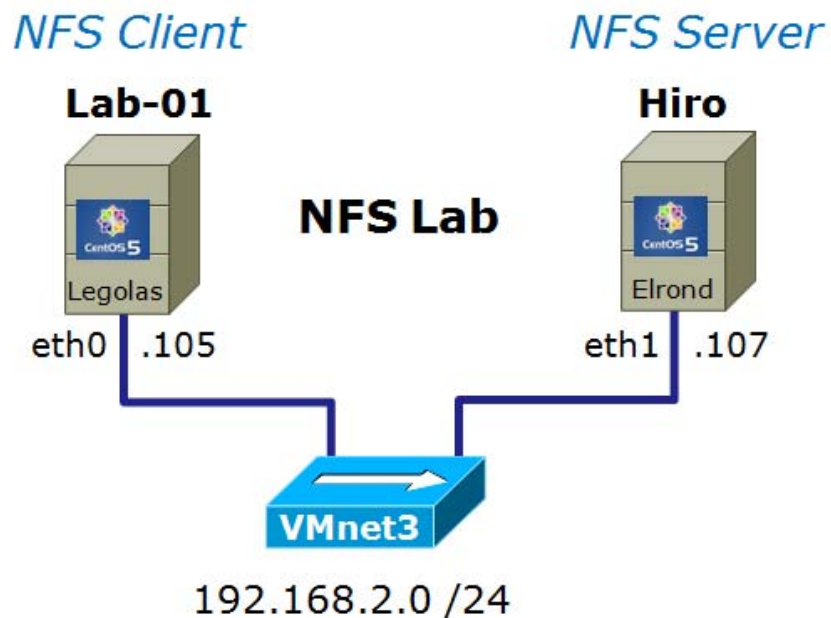 NFS Client
NFS Server
Lab-01
Hiro
NFS Lab
CentOS 5
CentOS 5
Legolas
Elrond
eth0 .105
eth1 .107
VMnet3
192.168.2.0 /24